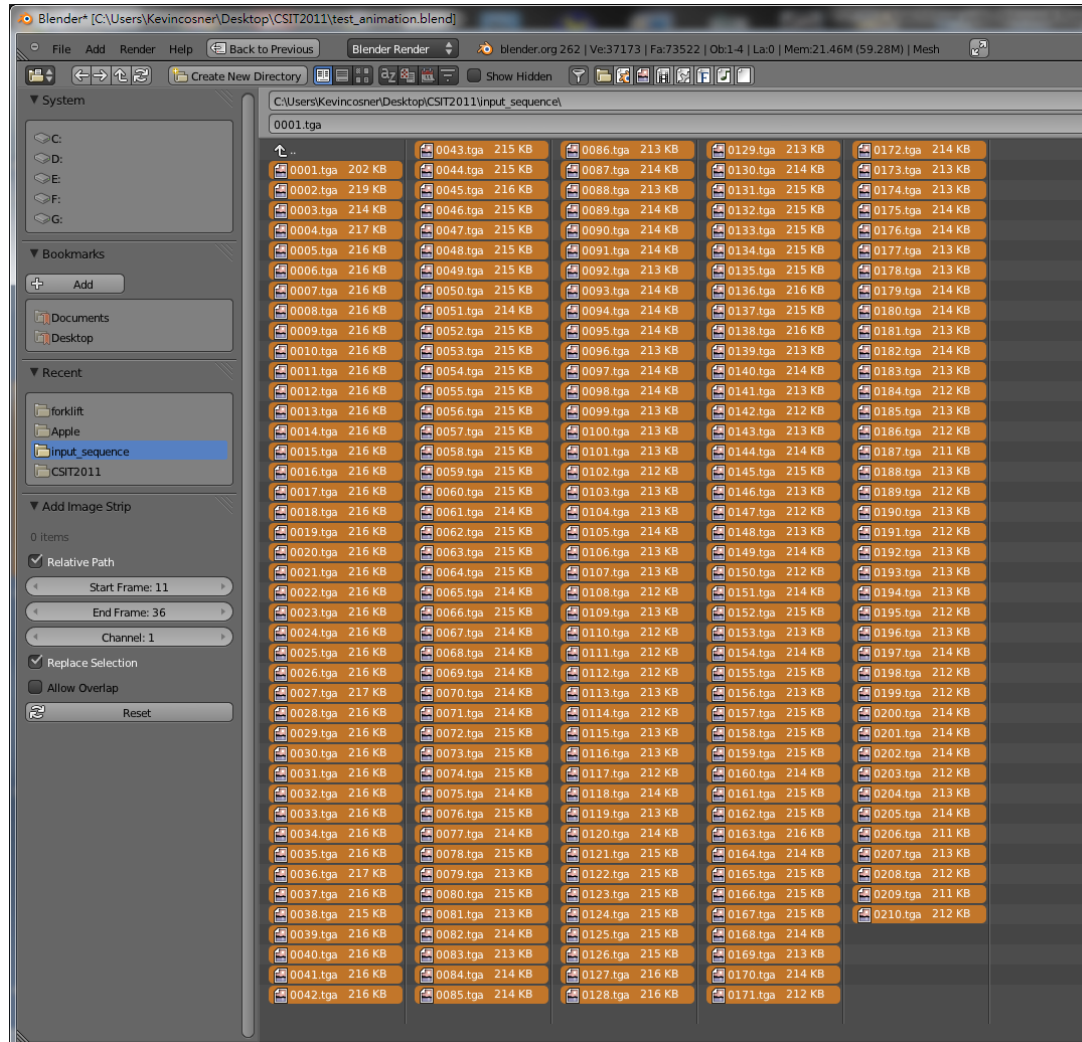 Blender* [C:\Users\Kevincosner\Desktop\CSIT2011\test_animation.blend]
File Add Render Help Back to Previous Blender Render blender.org 262 | Ve:37173 | Fa:73522 | Ob:1-4 | La:0 | Mem:21.46M (59.28M) | Mesh
Create New Directory Show Hidden
System
C:
D:
E:
F:
G:
Bookmarks
Add
Documents
Desktop
Recent
forklift
Apple
input_sequence
CSIT2011
Add Image Strip
0 items
Relative Path
Start Frame: 11
End Frame: 36
Channel: 1
Replace Selection
Allow Overlap
Reset
C:\Users\Kevincosner\Desktop\CSIT2011\input_sequence\
0001.tga
..
0001.tga 202 KB
0002.tga 219 KB
0003.tga 214 KB
0004.tga 217 KB
0005.tga 216 KB
0006.tga 216 KB
0007.tga 216 KB
0008.tga 216 KB
0009.tga 216 KB
0010.tga 216 KB
0011.tga 216 KB
0012.tga 216 KB
0013.tga 216 KB
0014.tga 216 KB
0015.tga 216 KB
0016.tga 216 KB
0017.tga 216 KB
0018.tga 216 KB
0019.tga 216 KB
0020.tga 216 KB
0021.tga 216 KB
0022.tga 216 KB
0023.tga 216 KB
0024.tga 216 KB
0025.tga 216 KB
0026.tga 216 KB
0027.tga 217 KB
0028.tga 216 KB
0029.tga 216 KB
0030.tga 216 KB
0031.tga 216 KB
0032.tga 216 KB
0033.tga 216 KB
0034.tga 216 KB
0035.tga 216 KB
0036.tga 217 KB
0037.tga 216 KB
0038.tga 215 KB
0039.tga 216 KB
0040.tga 216 KB
0041.tga 216 KB
0042.tga 216 KB
0043.tga 215 KB
0044.tga 215 KB
0045.tga 216 KB
0046.tga 215 KB
0047.tga 215 KB
0048.tga 215 KB
0049.tga 215 KB
0050.tga 215 KB
0051.tga 214 KB
0052.tga 215 KB
0053.tga 215 KB
0054.tga 215 KB
0055.tga 215 KB
0056.tga 215 KB
0057.tga 215 KB
0058.tga 215 KB
0059.tga 215 KB
0060.tga 215 KB
0061.tga 214 KB
0062.tga 215 KB
0063.tga 215 KB
0064.tga 215 KB
0065.tga 214 KB
0066.tga 215 KB
0067.tga 214 KB
0068.tga 214 KB
0069.tga 214 KB
0070.tga 214 KB
0071.tga 214 KB
0072.tga 215 KB
0073.tga 215 KB
0074.tga 215 KB
0075.tga 214 KB
0076.tga 215 KB
0077.tga 214 KB
0078.tga 215 KB
0079.tga 213 KB
0080.tga 215 KB
0081.tga 213 KB
0082.tga 214 KB
0083.tga 213 KB
0084.tga 214 KB
0085.tga 214 KB
0086.tga 213 KB
0087.tga 214 KB
0088.tga 213 KB
0089.tga 214 KB
0090.tga 214 KB
0091.tga 214 KB
0092.tga 213 KB
0093.tga 214 KB
0094.tga 214 KB
0095.tga 214 KB
0096.tga 213 KB
0097.tga 214 KB
0098.tga 214 KB
0099.tga 213 KB
0100.tga 213 KB
0101.tga 213 KB
0102.tga 212 KB
0103.tga 213 KB
0104.tga 213 KB
0105.tga 214 KB
0106.tga 213 KB
0107.tga 213 KB
0108.tga 212 KB
0109.tga 213 KB
0110.tga 212 KB
0111.tga 212 KB
0112.tga 212 KB
0113.tga 213 KB
0114.tga 212 KB
0115.tga 213 KB
0116.tga 213 KB
0117.tga 212 KB
0118.tga 214 KB
0119.tga 213 KB
0120.tga 214 KB
0121.tga 215 KB
0122.tga 215 KB
0123.tga 215 KB
0124.tga 215 KB
0125.tga 215 KB
0126.tga 215 KB
0127.tga 216 KB
0128.tga 216 KB
0129.tga 213 KB
0130.tga 214 KB
0131.tga 215 KB
0132.tga 215 KB
0133.tga 215 KB
0134.tga 215 KB
0135.tga 215 KB
0136.tga 216 KB
0137.tga 215 KB
0138.tga 216 KB
0139.tga 213 KB
0140.tga 214 KB
0141.tga 213 KB
0142.tga 212 KB
0143.tga 213 KB
0144.tga 214 KB
0145.tga 215 KB
0146.tga 213 KB
0147.tga 212 KB
0148.tga 213 KB
0149.tga 214 KB
0150.tga 212 KB
0151.tga 214 KB
0152.tga 215 KB
0153.tga 213 KB
0154.tga 214 KB
0155.tga 215 KB
0156.tga 213 KB
0157.tga 215 KB
0158.tga 215 KB
0159.tga 215 KB
0160.tga 214 KB
0161.tga 215 KB
0162.tga 215 KB
0163.tga 216 KB
0164.tga 214 KB
0165.tga 215 KB
0166.tga 215 KB
0167.tga 215 KB
0168.tga 214 KB
0169.tga 213 KB
0170.tga 214 KB
0171.tga 212 KB
0172.tga 214 KB
0173.tga 213 KB
0174.tga 213 KB
0175.tga 214 KB
0176.tga 214 KB
0177.tga 213 KB
0178.tga 213 KB
0179.tga 214 KB
0180.tga 214 KB
0181.tga 213 KB
0182.tga 214 KB
0183.tga 213 KB
0184.tga 212 KB
0185.tga 213 KB
0186.tga 212 KB
0187.tga 211 KB
0188.tga 213 KB
0189.tga 212 KB
0190.tga 213 KB
0191.tga 212 KB
0192.tga 213 KB
0193.tga 213 KB
0194.tga 213 KB
0195.tga 212 KB
0196.tga 213 KB
0197.tga 214 KB
0198.tga 212 KB
0199.tga 212 KB
0200.tga 214 KB
0201.tga 214 KB
0202.tga 214 KB
0203.tga 212 KB
0204.tga 213 KB
0205.tga 214 KB
0206.tga 211 KB
0207.tga 213 KB
0208.tga 212 KB
0209.tga 211 KB
0210.tga 212 KB